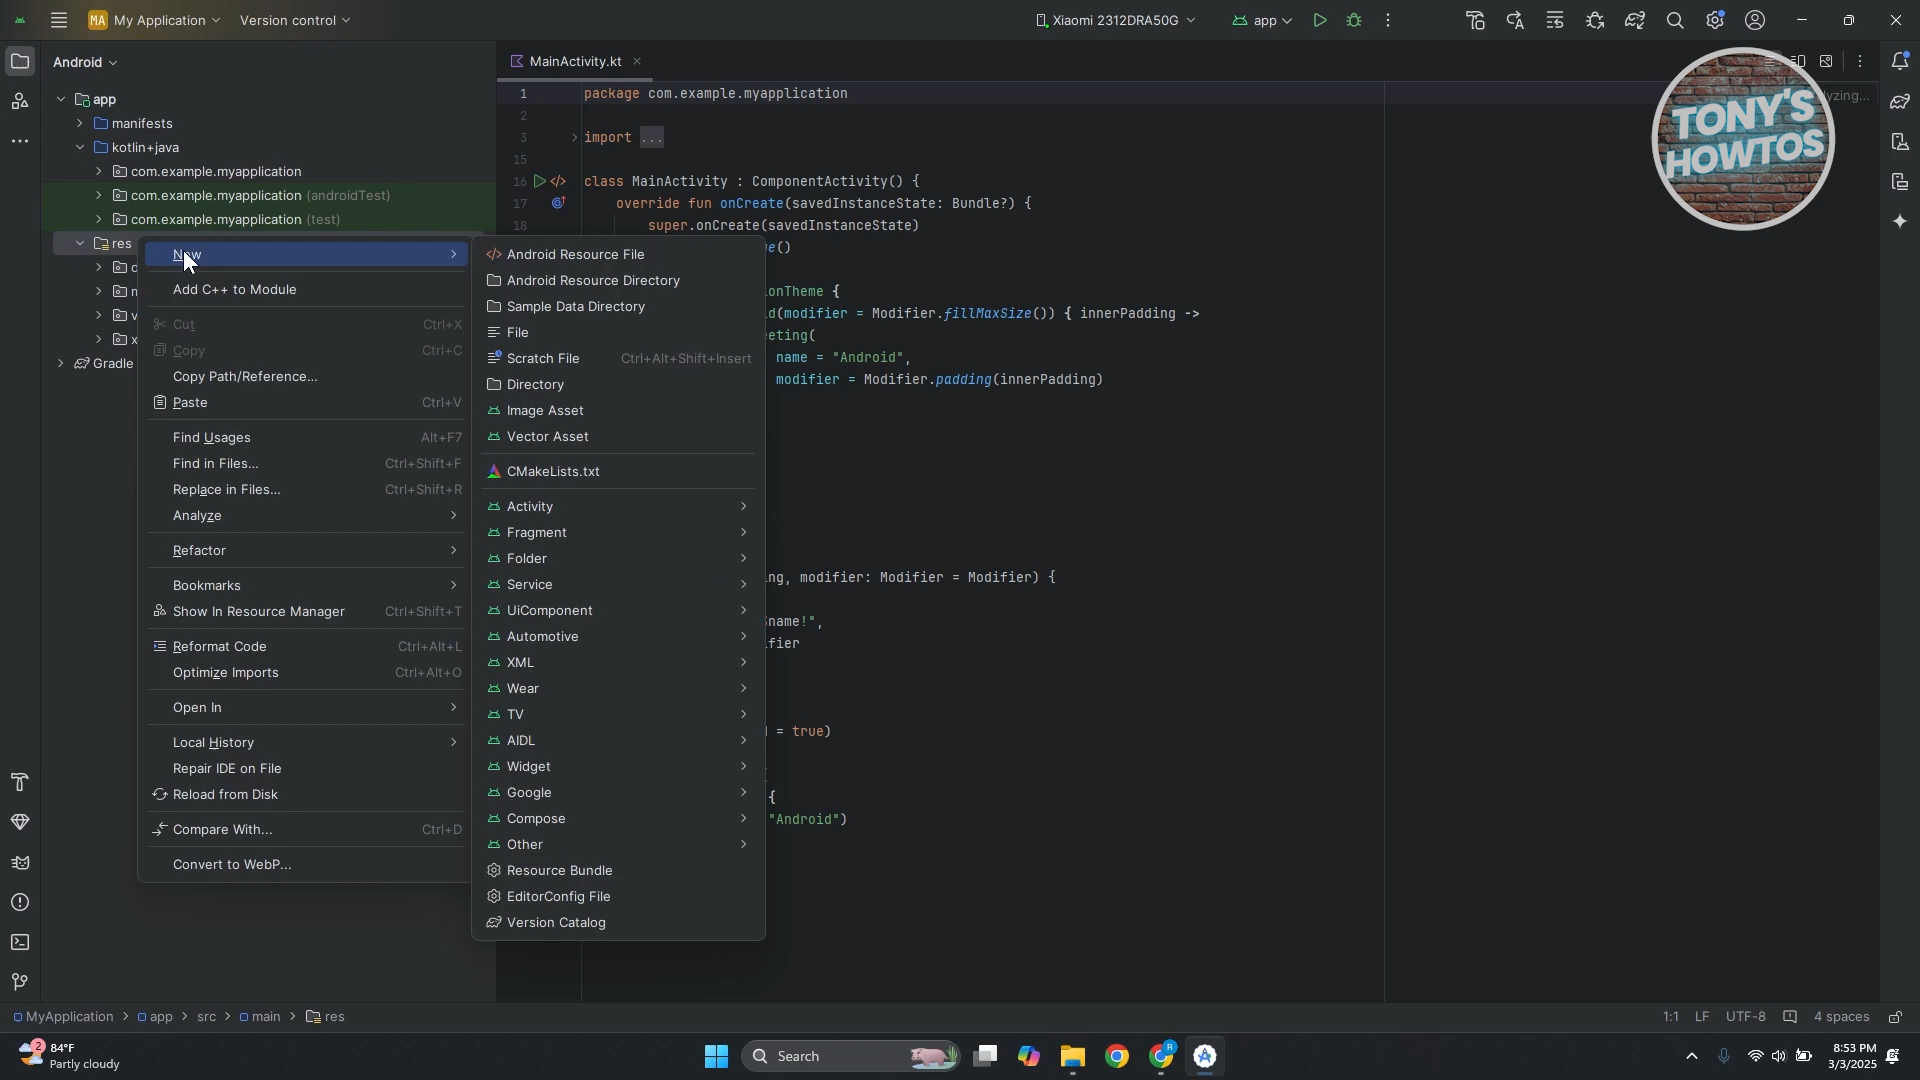 MA My Application Version control Xiaomi 2312DRA50G app
Android
MainActivity.kt
app
manifests
kotlin+java
com.example.myapplication
com.example.myapplication (androidTest)
com.example.myapplication (test)
res
Gradle
New
Add C++ to Module
Cut Ctrl+X
Copy Ctrl+C
Copy Path/Reference...
Paste Ctrl+V
Find Usages Alt+F7
Find in Files... Ctrl+Shift+F
Replace in Files... Ctrl+Shift+R
Analyze
Refactor
Bookmarks
Show In Resource Manager Ctrl+Shift+T
Reformat Code Ctrl+Alt+L
Optimize Imports Ctrl+Alt+O
Open In
Local History
Repair IDE on File
Reload from Disk
Compare With... Ctrl+D
Convert to WebP...
Android Resource File
Android Resource Directory
Sample Data Directory
File
Scratch File Ctrl+Alt+Shift+Insert
Directory
Image Asset
Vector Asset
CMakeLists.txt
Activity
Fragment
Folder
Service
UiComponent
Automotive
XML
Wear
TV
AIDL
Widget
Google
Compose
Other
Resource Bundle
EditorConfig File
Version Catalog
1 package com.example.myapplication
2
3 import ...
15
16 class MainActivity : ComponentActivity() {
17 override fun onCreate(savedInstanceState: Bundle?) {
18 super.onCreate(savedInstanceState)
e()
onTheme {
d(modifier = Modifier.fillMaxSize()) { innerPadding ->
eting(
name = "Android",
modifier = Modifier.padding(innerPadding)
ng, modifier: Modifier = Modifier) {
$name!",
fier
= true)
{
"Android")
yzing...
TONY'S
HOWTOS
MyApplication > app > src > main > res 1:1 LF UTF-8 4 spaces
2 84°F
Partly cloudy
Search
R
8:53 PM
3/3/2025